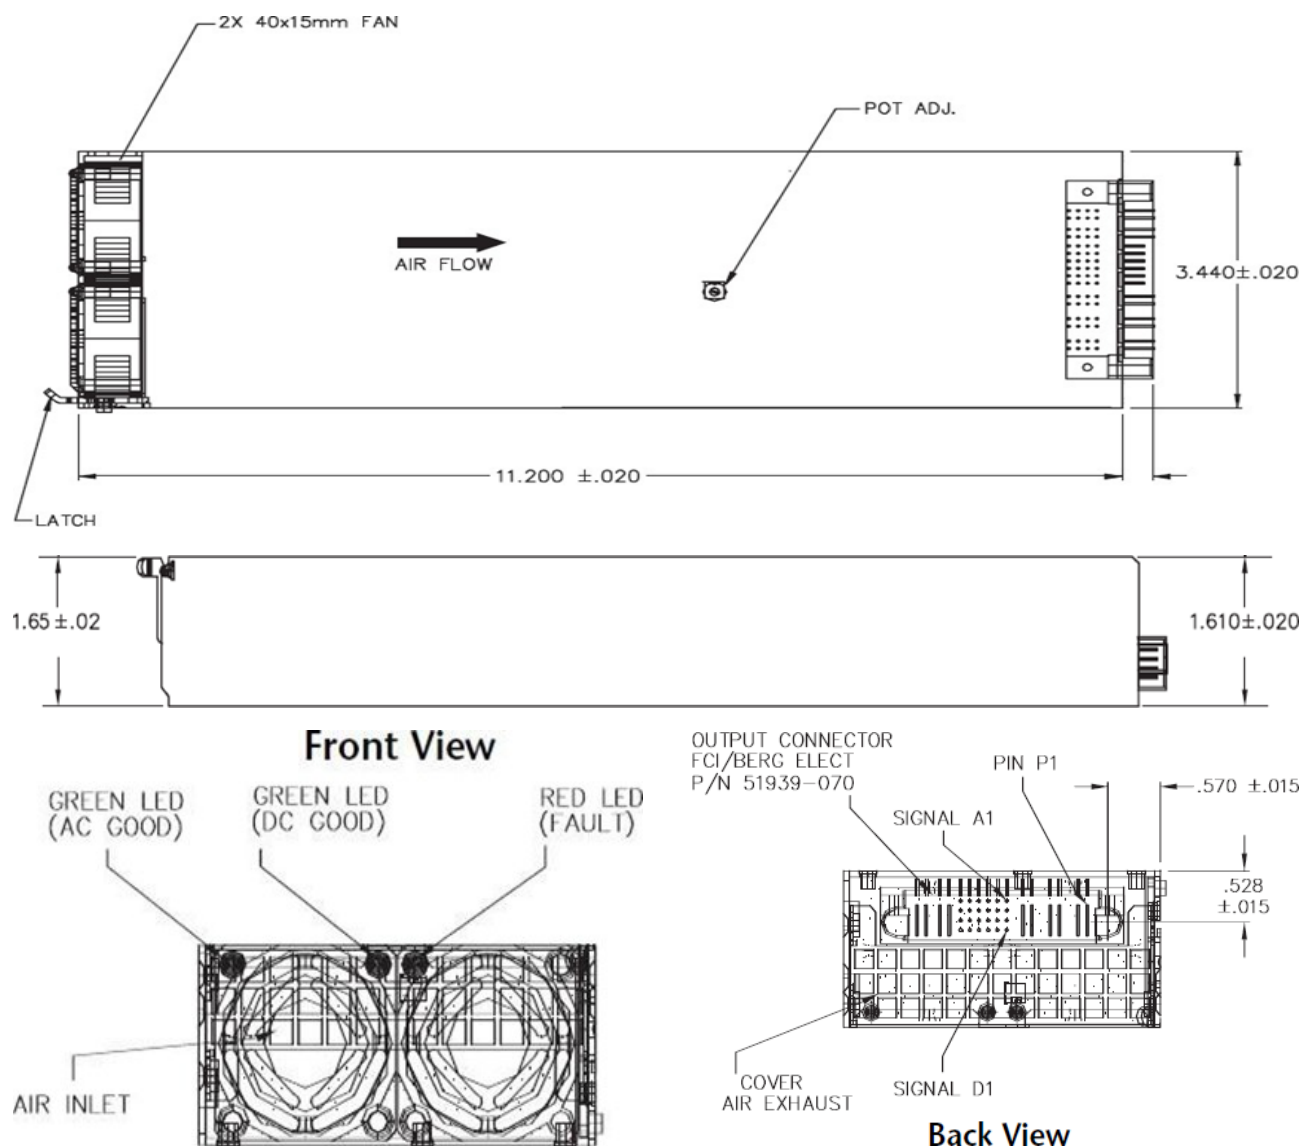 2X 40x15mm FAN
POT ADJ.
AIR FLOW
3.440±.020
11.200 ±.020
LATCH
1.65±.02
1.610±.020
Front View
GREEN LED
(AC GOOD)
GREEN LED
(DC GOOD)
RED LED
(FAULT)
AIR INLET
OUTPUT CONNECTOR
FCI/BERG ELECT
P/N 51939-070
PIN P1
.570 ±.015
SIGNAL A1
.528
±.015
COVER
AIR EXHAUST
SIGNAL D1
Back View